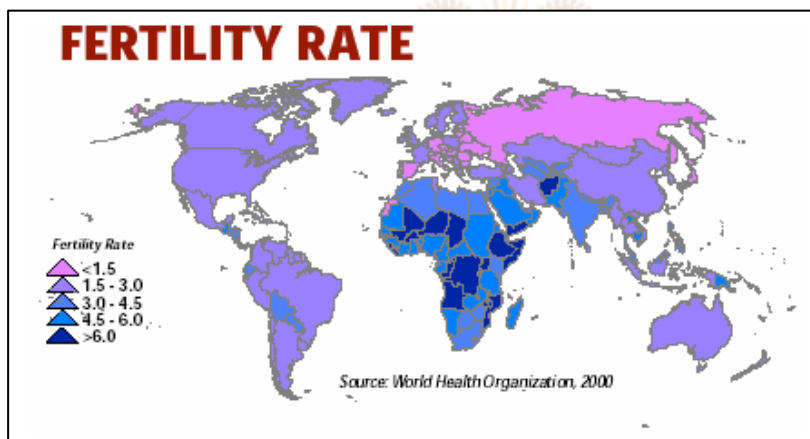 FERTILITY RATE
Fertility Rate
<1.5
1.5 - 3.0
3.0 - 4.5
4.5 - 6.0
>6.0
Source: World Health Organization, 2000